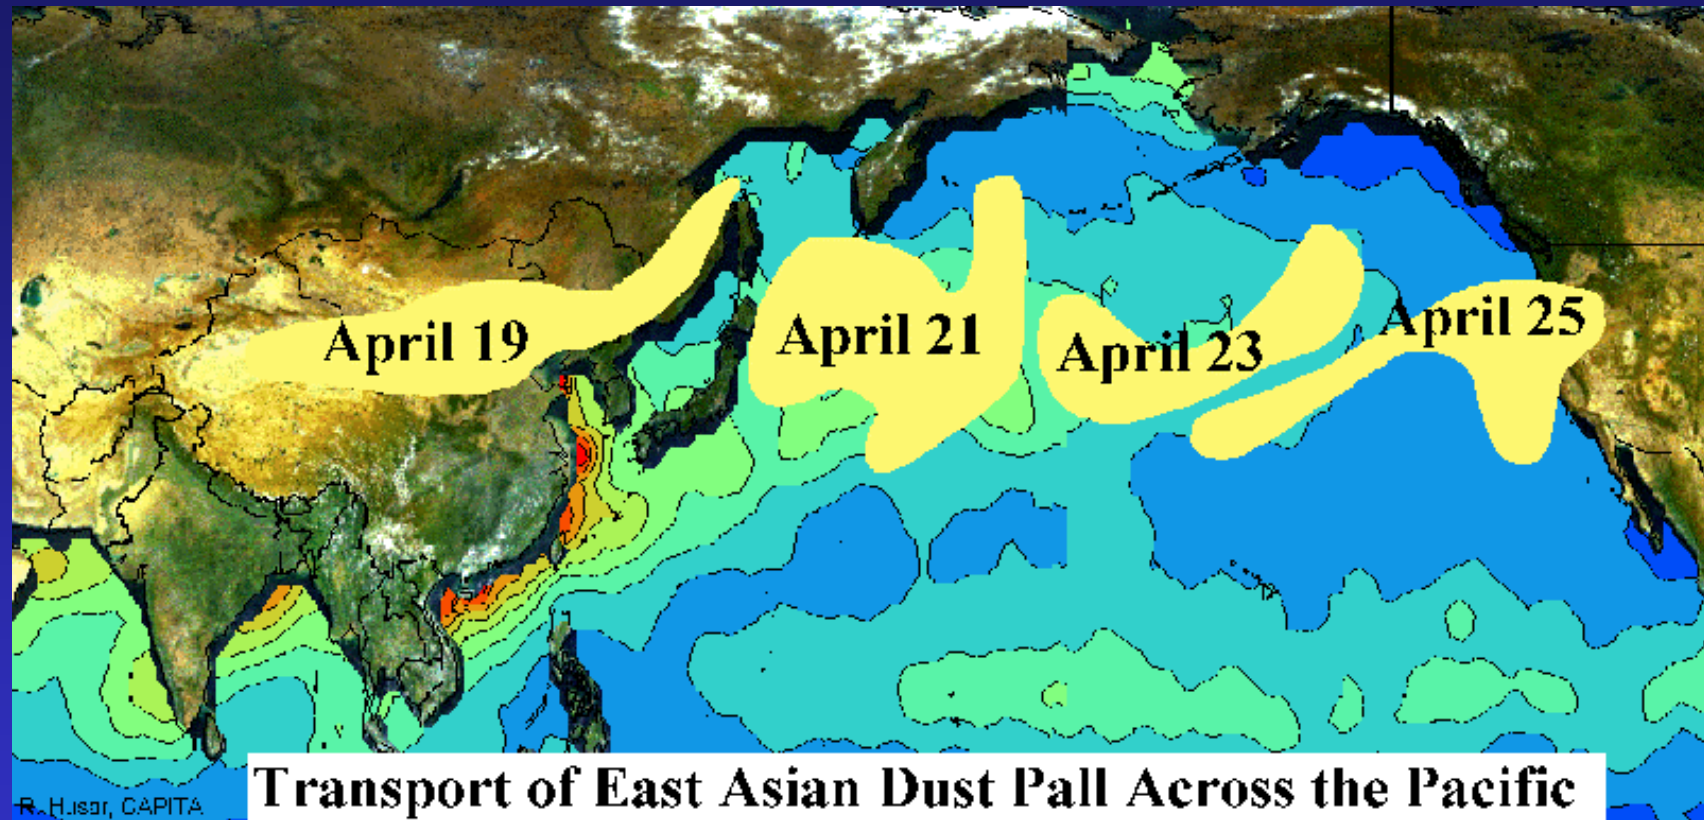 April 19
April 21
April 23
April 25
Transport of East Asian Dust Pall Across the Pacific
R. Husar, CAPITA